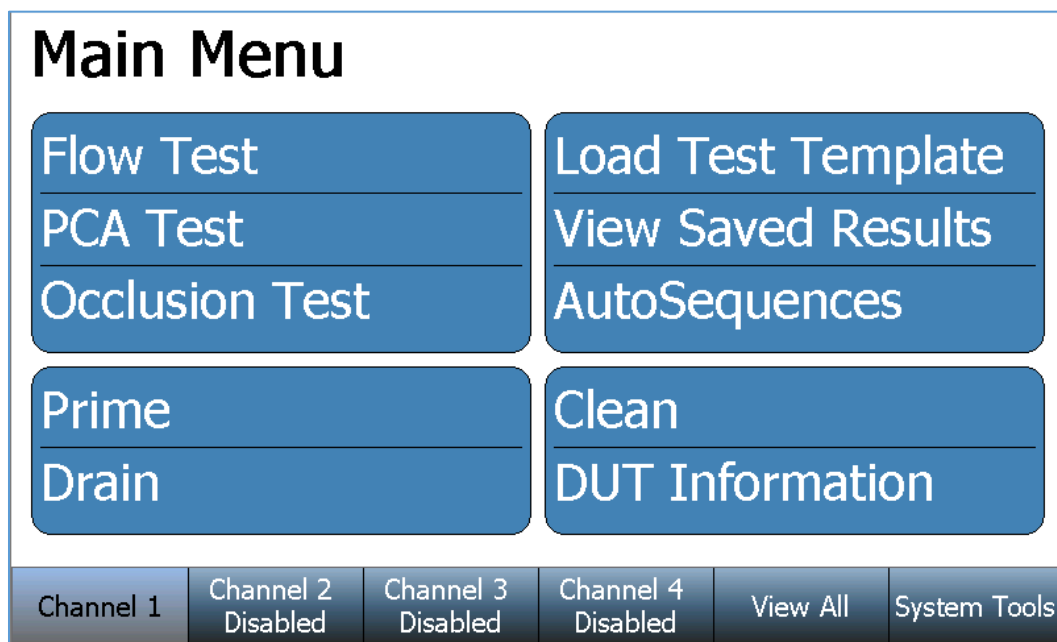 Main Menu
Flow Test
PCA Test
Occlusion Test
Load Test Template
View Saved Results
AutoSequences
Prime
Drain
Clean
DUT Information
Channel 1
Channel 2
Disabled
Channel 3
Disabled
Channel 4
Disabled
View All
System Tools